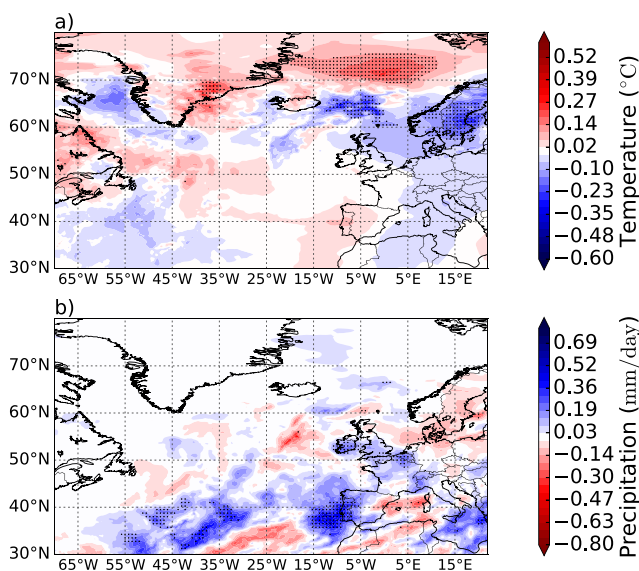 a)
70°N
60°N
50°N
40°N
30°N
65°W 55°W 45°W 35°W 25°W 15°W 5°W 5°E 15°E
0.52
0.39
0.27
0.14
0.02
−0.10
−0.23
−0.35
−0.48
−0.60
Temperature (°C)
b)
70°N
60°N
50°N
40°N
30°N
65°W 55°W 45°W 35°W 25°W 15°W 5°W 5°E 15°E
0.69
0.52
0.36
0.19
0.03
−0.14
−0.30
−0.47
−0.63
−0.80
Precipitation (mm/day)